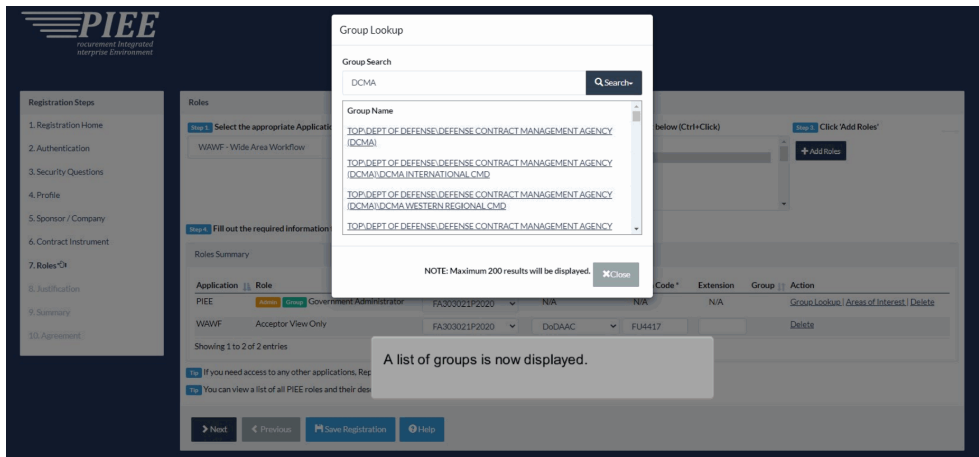 PIEE
rocurement Integrated
nterprise Environment
Group Lookup
Group Search
DCMA
Search
Group Name
TOP\DEPT OF DEFENSE\DEFENSE CONTRACT MANAGEMENT AGENCY
(DCMA)
TOP\DEPT OF DEFENSE\DEFENSE CONTRACT MANAGEMENT AGENCY
(DCMA)\DCMA INTERNATIONAL CMD
TOP\DEPT OF DEFENSE\DEFENSE CONTRACT MANAGEMENT AGENCY
(DCMA)\DCMA WESTERN REGIONAL CMD
TOP\DEPT OF DEFENSE\DEFENSE CONTRACT MANAGEMENT AGENCY
NOTE: Maximum 200 results will be displayed.
Close
Registration Steps
1. Registration Home
2. Authentication
3. Security Questions
4. Profile
5. Sponsor / Company
6. Contract Instrument
7. Roles
8. Justification
9. Summary
10. Agreement
Roles
Step 1. Select the appropriate Applicatio
below (Ctrl+Click)
Step 3. Click 'Add Roles'
WAWF - Wide Area Workflow
+ Add Roles
Step 4. Fill out the required information
Roles Summary
Application Role Code * Extension Group Action
PIEE Admin Group Government Administrator FA303021P2020 N/A N/A N/A Group Lookup | Areas of Interest | Delete
WAWF Acceptor View Only FA303021P2020 DoDAAC FU4417 Delete
Showing 1 to 2 of 2 entries
A list of groups is now displayed.
Tip If you need access to any other applications, Rep
Tip You can view a list of all PIEE roles and their des
Next Previous Save Registration Help